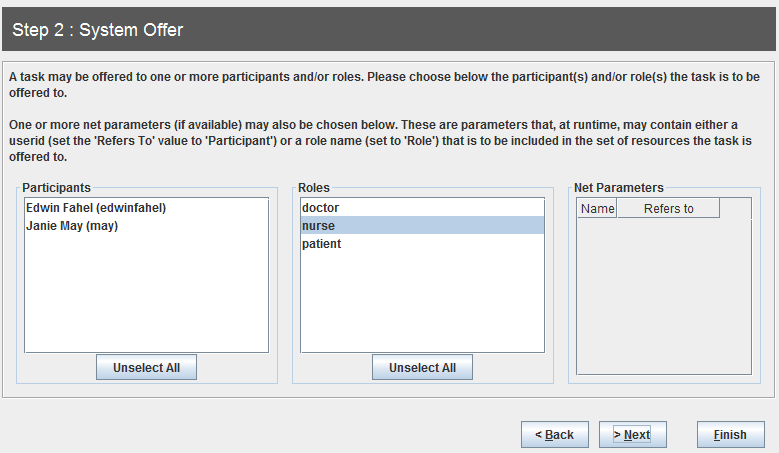 Step 2 : System Offer
A task may be offered to one or more participants and/or roles. Please choose below the participant(s) and/or role(s) the task is to be
offered to.
One or more net parameters (if available) may also be chosen below. These are parameters that, at runtime, may contain either a
userid (set the 'Refers To' value to 'Participant') or a role name (set to 'Role') that is to be included in the set of resources the task is
offered to.
Participants
Edwin Fahel (edwinfahel)
Janie May (may)
Unselect All
Roles
doctor
nurse
patient
Unselect All
Net Parameters
Name Refers to
< Back > Next Finish